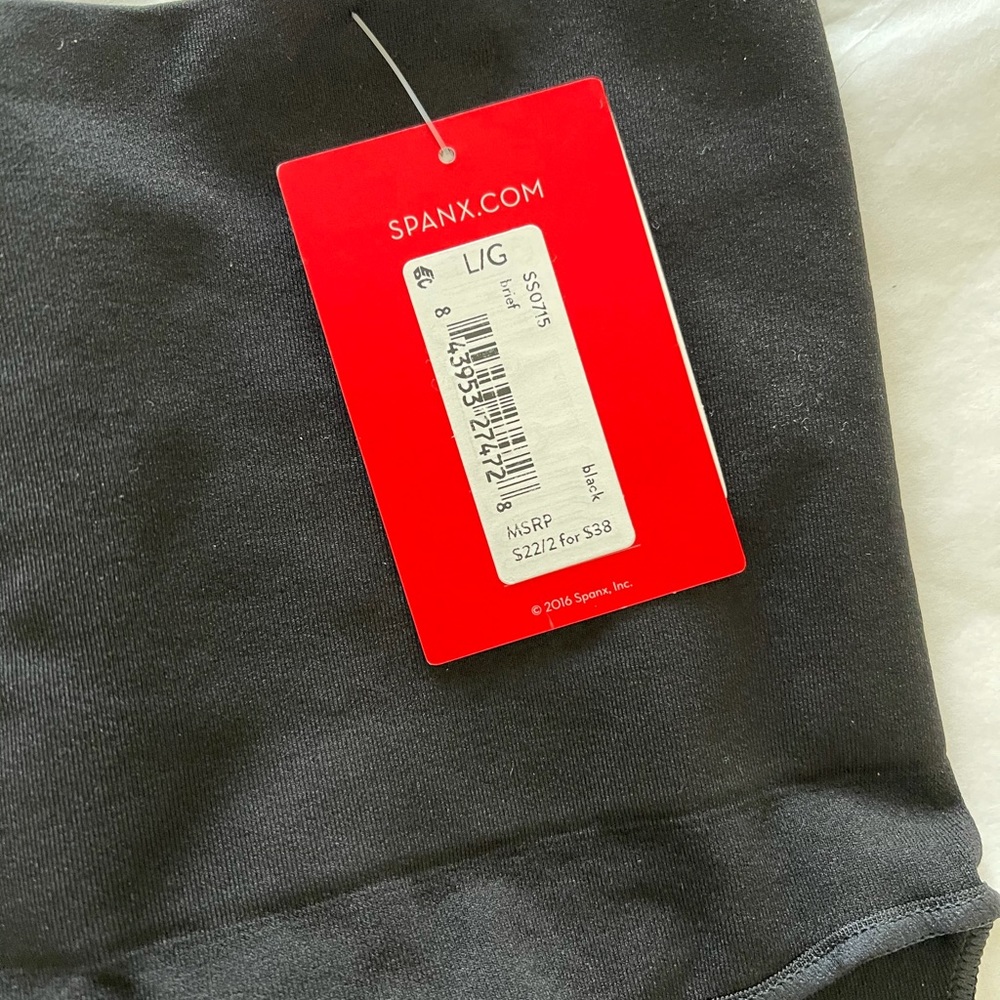 SPANX.COM
L/G
SS0715
brief
8 43953 27472 8
black
MSRP
$22/2 for $38
© 2016 Spanx, Inc.